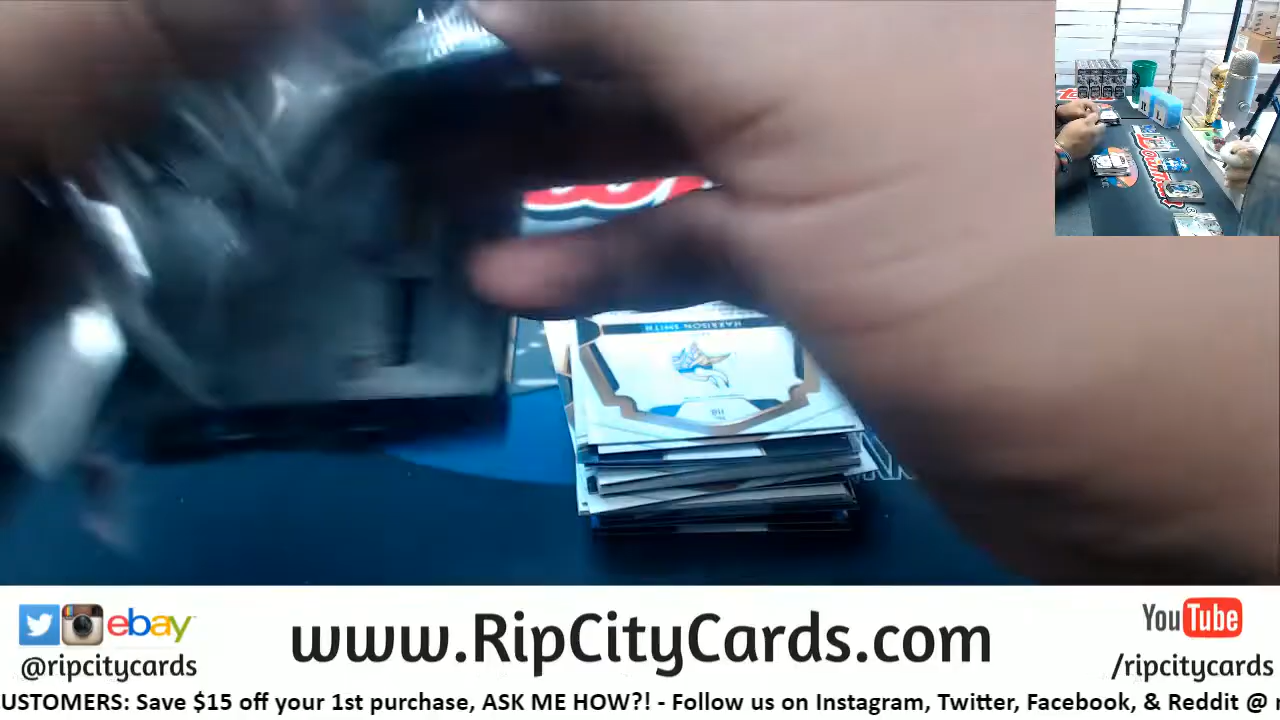 HARRISON SMITH
ebay
@ripcitycards
www.RipCityCards.com
YouTube
/ripcitycards
USTOMERS: Save $15 off your 1st purchase, ASK ME HOW?! - Follow us on Instagram, Twitter, Facebook, & Reddit @